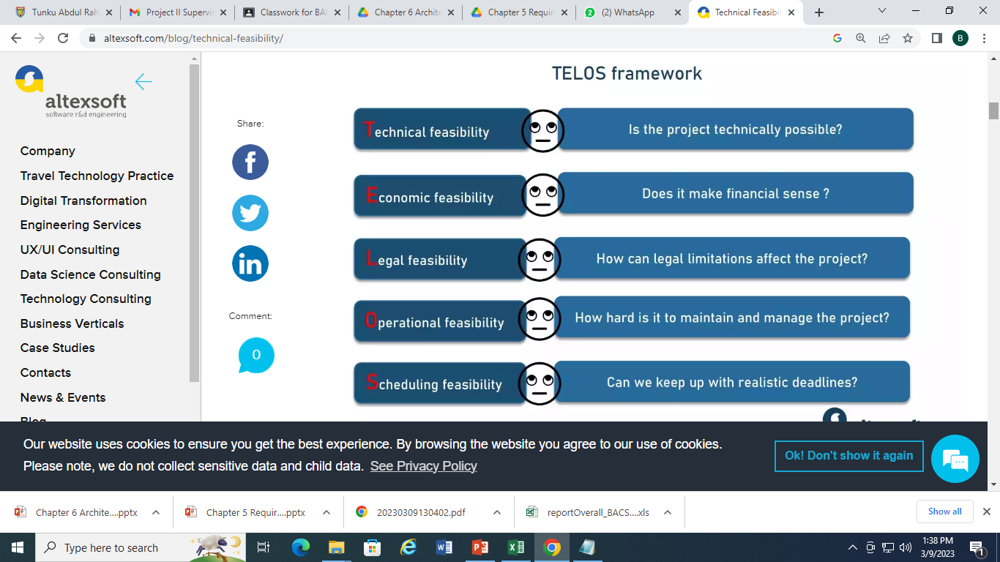 Tunku Abdul Rah
Project II Supervis
Classwork for BAC
Chapter 6 Archite
Chapter 5 Requir
(2) WhatsApp
Technical Feasibil
altexsoft.com/blog/technical-feasibility/
B
altexsoft
software r&d engineering
Company
Travel Technology Practice
Digital Transformation
Engineering Services
UX/UI Consulting
Data Science Consulting
Technology Consulting
Business Verticals
Case Studies
Contacts
News & Events
Blog
Share:
Comment:
0
TELOS framework
Technical feasibility
Is the project technically possible?
Economic feasibility
Does it make financial sense ?
Legal feasibility
How can legal limitations affect the project?
Operational feasibility
How hard is it to maintain and manage the project?
Scheduling feasibility
Can we keep up with realistic deadlines?
Our website uses cookies to ensure you get the best experience. By browsing the website you agree to our use of cookies.
Please note, we do not collect sensitive data and child data. See Privacy Policy
Ok! Don't show it again
Chapter 6 Archite....pptx
Chapter 5 Requir....pptx
20230309130402.pdf
reportOverall_BACS....xls
Show all
Type here to search
1:38 PM
3/9/2023
1